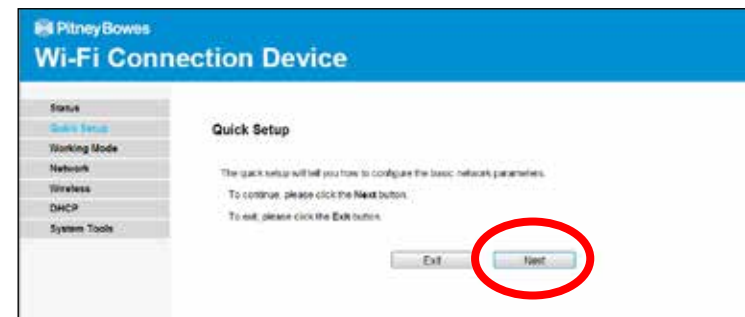 PitneyBowes
Wi-Fi Connection Device
Status
Quick Setup
Working Mode
Network
Wireless
DHCP
System Tools
Quick Setup
The quick setup will tell you how to configure the basic network parameters.
To continue, please click the Next button.
To exit, please click the Exit button.
Exit
Next